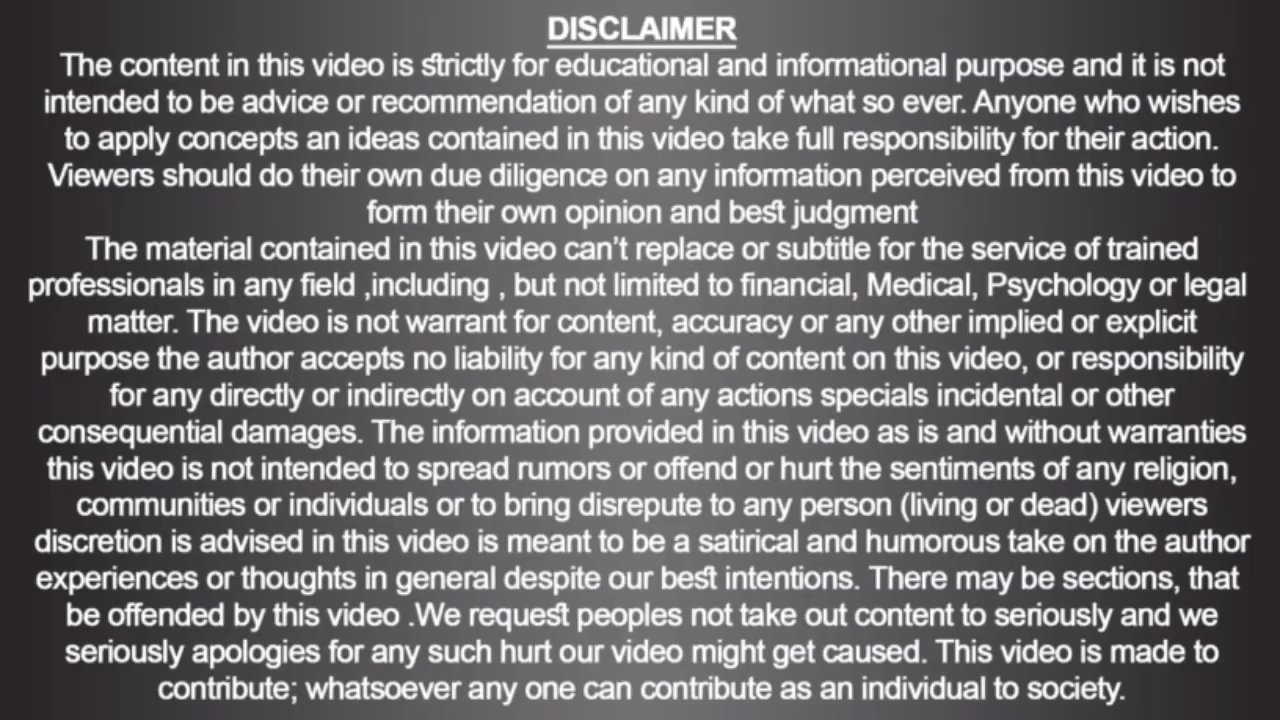 DISCLAIMER
The content in this video is strictly for educational and informational purpose and it is not
intended to be advice or recommendation of any kind of what so ever. Anyone who wishes
to apply concepts an ideas contained in this video take full responsibility for their action.
Viewers should do their own due diligence on any information perceived from this video to
form their own opinion and best judgment
The material contained in this video can't replace or subtitle for the service of trained
professionals in any field ,including , but not limited to financial, Medical, Psychology or legal
matter. The video is not warrant for content, accuracy or any other implied or explicit
purpose the author accepts no liability for any kind of content on this video, or responsibility
for any directly or indirectly on account of any actions specials incidental or other
consequential damages. The information provided in this video as is and without warranties
this video is not intended to spread rumors or offend or hurt the sentiments of any religion,
communities or individuals or to bring disrepute to any person (living or dead) viewers
discretion is advised in this video is meant to be a satirical and humorous take on the author
experiences or thoughts in general despite our best intentions. There may be sections, that
be offended by this video .We request peoples not take out content to seriously and we
seriously apologies for any such hurt our video might get caused. This video is made to
contribute; whatsoever any one can contribute as an individual to society.